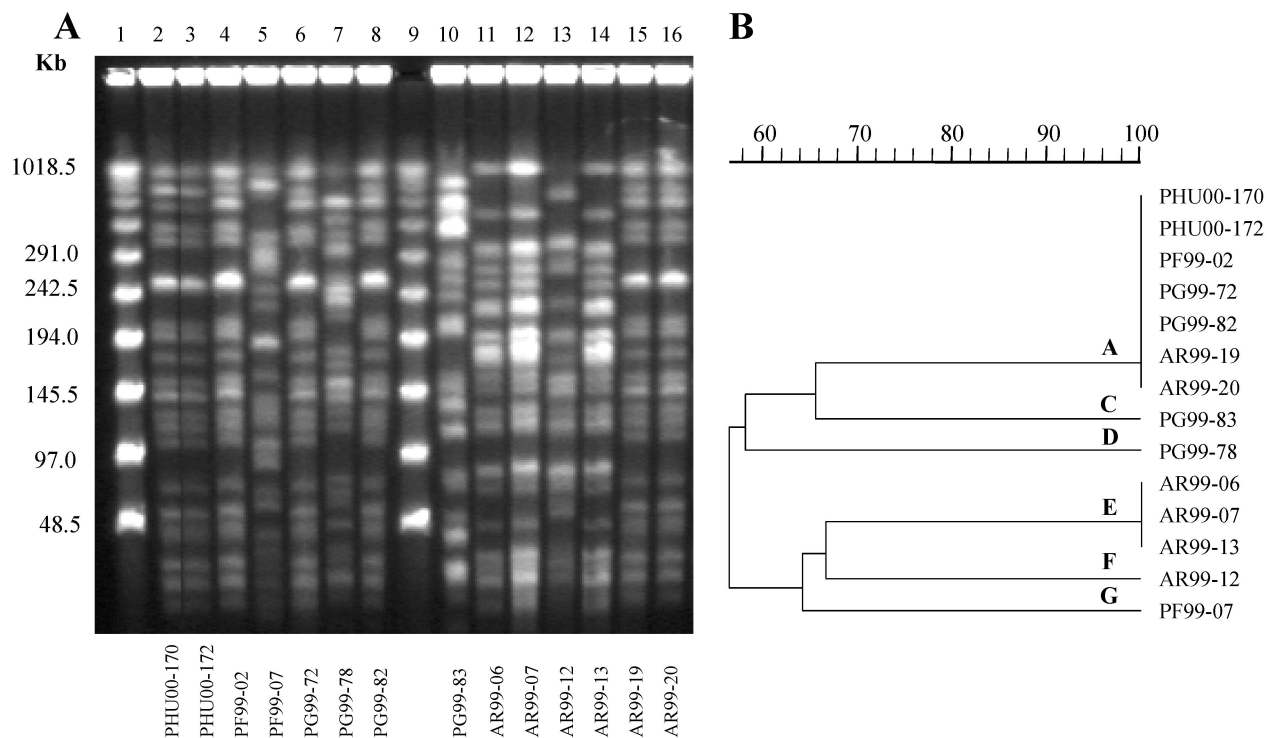 A
1 2 3 4 5 6 7 8 9 10 11 12 13 14 15 16
Kb
1018.5
291.0
242.5
194.0
145.5
97.0
48.5
PHU00-170
PHU00-172
PF99-02
PF99-07
PG99-72
PG99-78
PG99-82
PG99-83
AR99-06
AR99-07
AR99-12
AR99-13
AR99-19
AR99-20
B
60 70 80 90 100
PHU00-170
PHU00-172
PF99-02
PG99-72
PG99-82
A
AR99-19
AR99-20
C
PG99-83
D
PG99-78
AR99-06
E
AR99-07
AR99-13
F
AR99-12
G
PF99-07